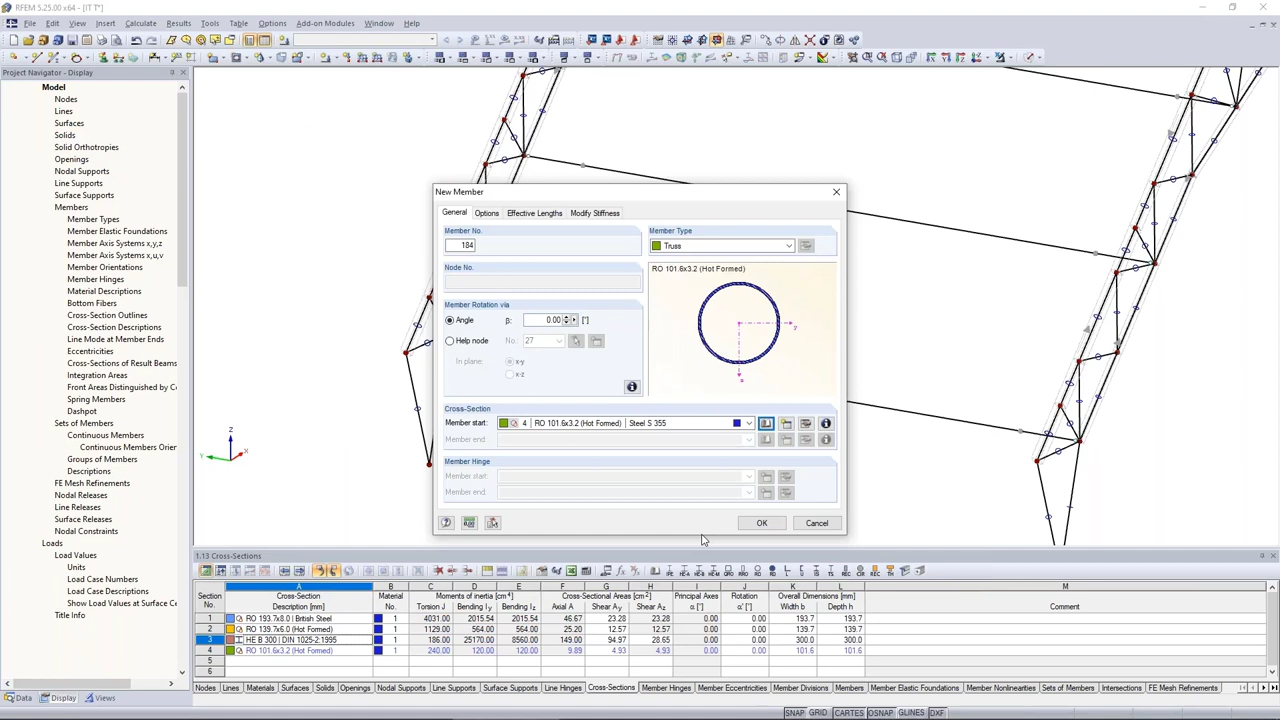 RFEM 5.25.00 x64 - [IT T*]
File Edit View Insert Calculate Results Tools Table Options Add-on Modules Window Help
Project Navigator - Display
Model
Nodes
Lines
Surfaces
Solids
Solid Orthotropies
Openings
Nodal Supports
Line Supports
Surface Supports
Members
Member Types
Member Elastic Foundations
Member Axis Systems x,y,z
Member Axis Systems x,u,v
Member Orientations
Member Hinges
Material Descriptions
Bottom Fibers
Cross-Section Outlines
Cross-Section Descriptions
Line Mode at Member Ends
Eccentricities
Cross-Sections of Result Beams
Integration Areas
Front Areas Distinguished by C
Spring Members
Dashpot
Sets of Members
Continuous Members
Continuous Members Orien
Groups of Members
Descriptions
FE Mesh Refinements
Nodal Releases
Line Releases
Surface Releases
Nodal Constraints
Loads
Load Values
Units
Load Case Numbers
Load Case Descriptions
Show Load Values at Surface Ce
Title Info
Data Display Views
Z
Y X
New Member
General Options Effective Lengths Modify Stiffness
Member No.
184
Member Type
Truss
Node No.
RO 101.6x3.2 (Hot Formed)
y
z
Member Rotation via
Angle β: 0.00 [°]
Help node No.: 27
In plane: x-y
x-z
Cross-Section
Member start: 4 | RO 101.6x3.2 (Hot Formed) | Steel S 355
Member end:
Member Hinge
Member start:
Member end:
OK Cancel
1.13 Cross-Sections
A B C D E F G H I J K L M
Section No. Cross-Section Description [mm] Material No. Moments of inertia [cm⁴] Torsion J Bending Iy Bending Iz Cross-Sectional Areas [cm²] Axial A Shear Ay Shear Az Principal Axes α [°] Rotation α' [°] Overall Dimensions [mm] Width b Depth h Comment
1 RO 193.7x8.0 | British Steel 1 4031.00 2015.54 2015.54 46.67 23.28 23.28 0.00 0.00 193.7 193.7
2 RO 139.7x6.0 (Hot Formed) 1 1129.00 564.00 564.00 25.20 12.57 12.57 0.00 0.00 139.7 139.7
3 HE B 300 | DIN 1025-2:1995 1 186.00 25170.00 8560.00 149.00 94.97 28.65 0.00 0.00 300.0 300.0
4 RO 101.6x3.2 (Hot Formed) 1 240.00 120.00 120.00 9.89 4.93 4.93 0.00 0.00 101.6 101.6
5
6
Nodes Lines Materials Surfaces Solids Openings Nodal Supports Line Supports Surface Supports Line Hinges Cross-Sections Member Hinges Member Eccentricities Member Divisions Members Member Elastic Foundations Member Nonlinearities Sets of Members Intersections FE Mesh Refinements
SNAP GRID CARTES OSNAP GLINES DXF